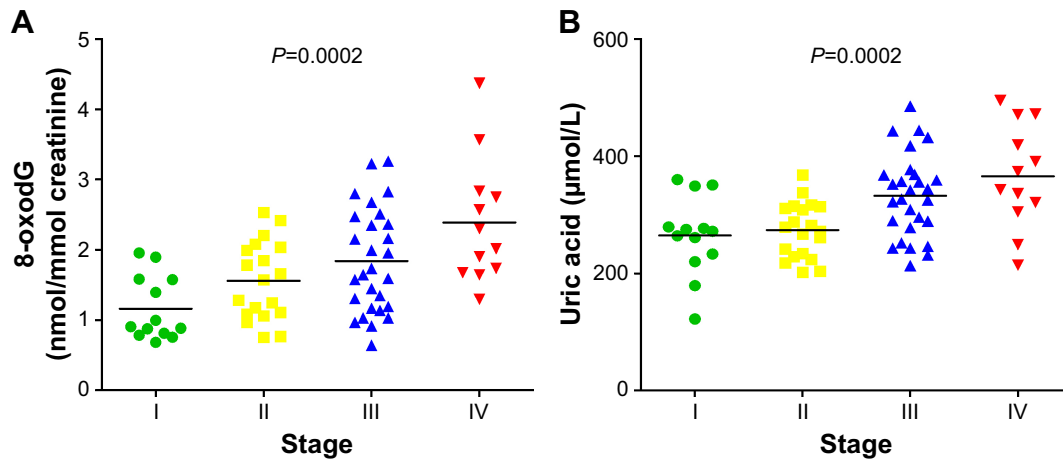 A
P=0.0002
8-oxodG
(nmol/mmol creatinine)
5
4
3
2
1
0
I II III IV
Stage
B
P=0.0002
Uric acid (µmol/L)
600
400
200
0
I II III IV
Stage